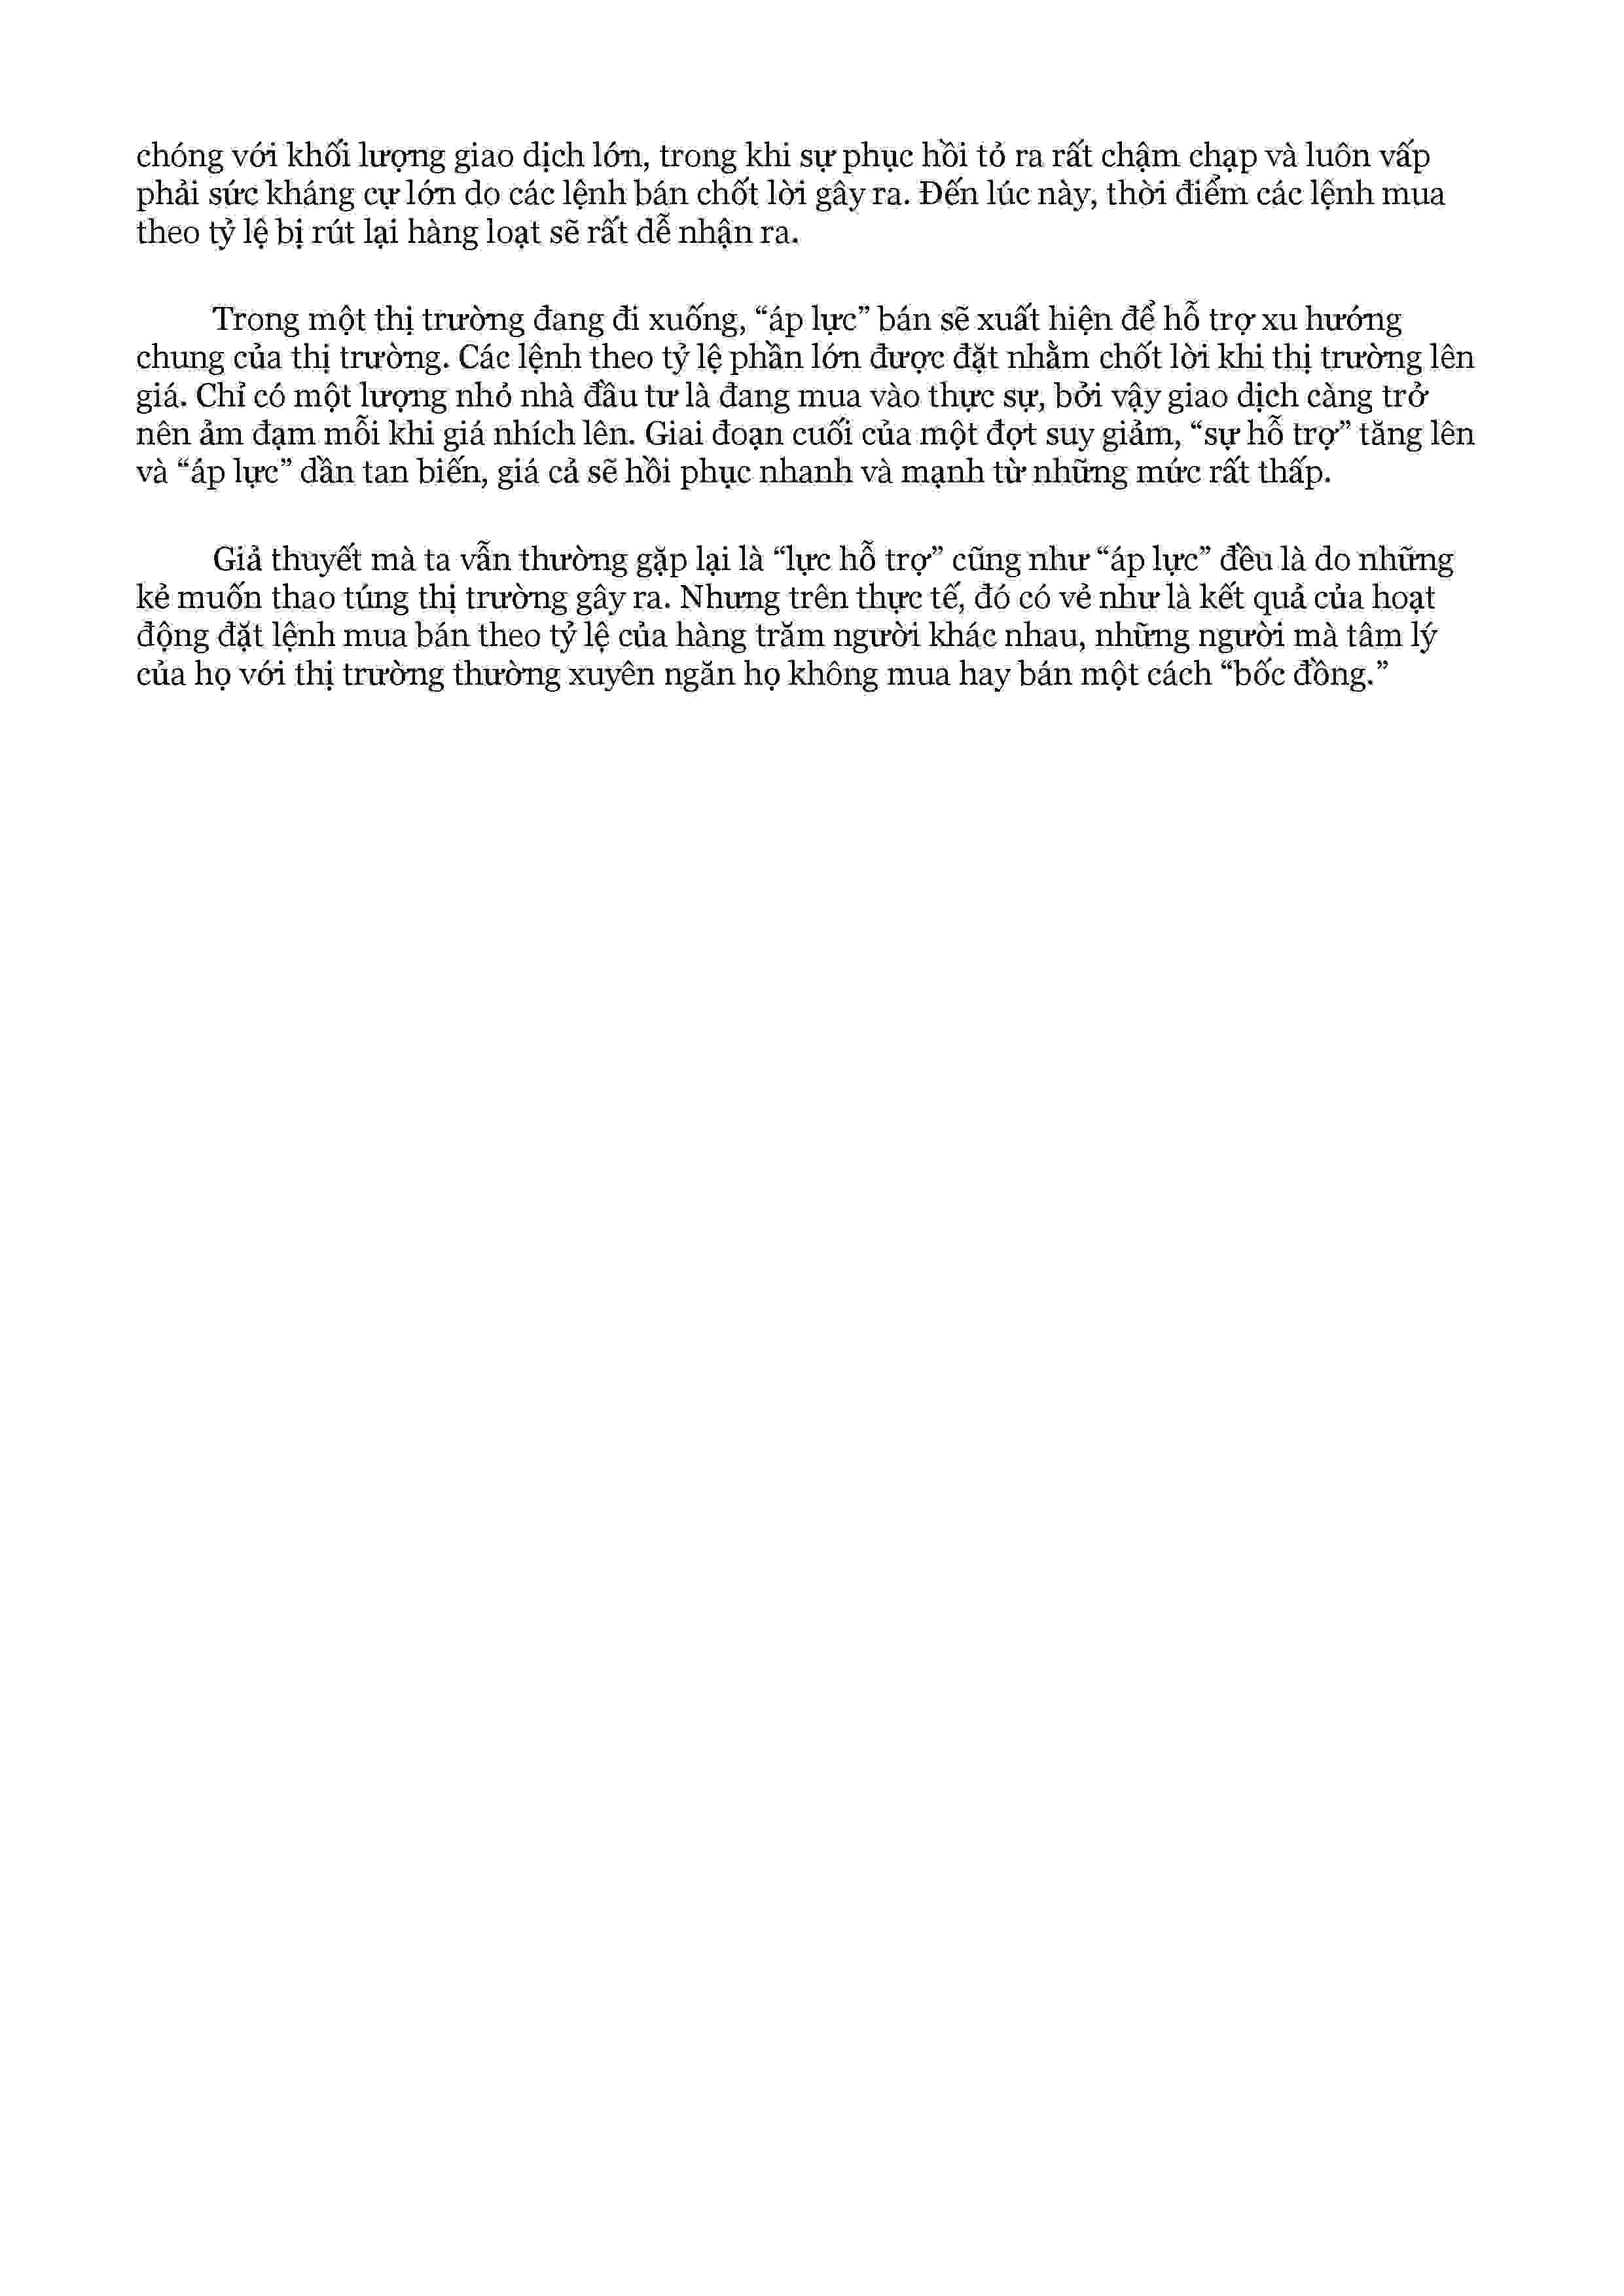 chóng với khối lượng giao dịch lớn, trong khi sự phục hồi tỏ ra rất chậm chạp và luôn vấp
phải sức kháng cự lớn do các lệnh bán chốt lời gây ra. Đến lúc này, thời điểm các lệnh mua
theo tỷ lệ bị rút lại hàng loạt sẽ rất dễ nhận ra.
Trong một thị trường đang đi xuống, “áp lực” bán sẽ xuất hiện để hỗ trợ xu hướng
chung của thị trường. Các lệnh theo tỷ lệ phần lớn được đặt nhằm chốt lời khi thị trường lên
giá. Chỉ có một lượng nhỏ nhà đầu tư là đang mua vào thực sự, bởi vậy giao dịch càng trở
nên ảm đạm mỗi khi giá nhích lên. Giai đoạn cuối của một đợt suy giảm, “sự hỗ trợ” tăng lên
và “áp lực” dần tan biến, giá cả sẽ hồi phục nhanh và mạnh từ những mức rất thấp.
Giả thuyết mà ta vẫn thường gặp lại là “lực hỗ trợ” cũng như “áp lực” đều là do những
kẻ muốn thao túng thị trường gây ra. Nhưng trên thực tế, đó có vẻ như là kết quả của hoạt
động đặt lệnh mua bán theo tỷ lệ của hàng trăm người khác nhau, những người mà tâm lý
của họ với thị trường thường xuyên ngăn họ không mua hay bán một cách “bốc đồng.”